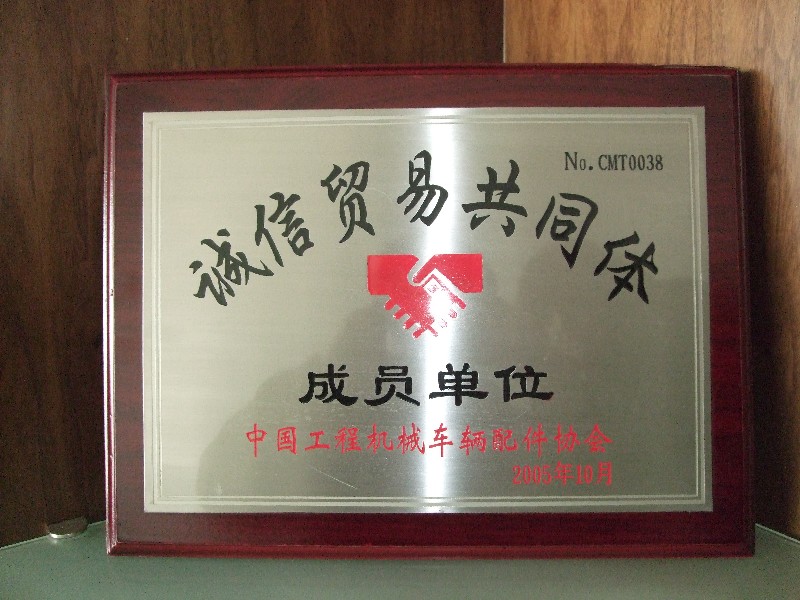 No. CMT0038
诚信贸易共同体
成员单位
中国工程机械车辆配件协会
2005年10月